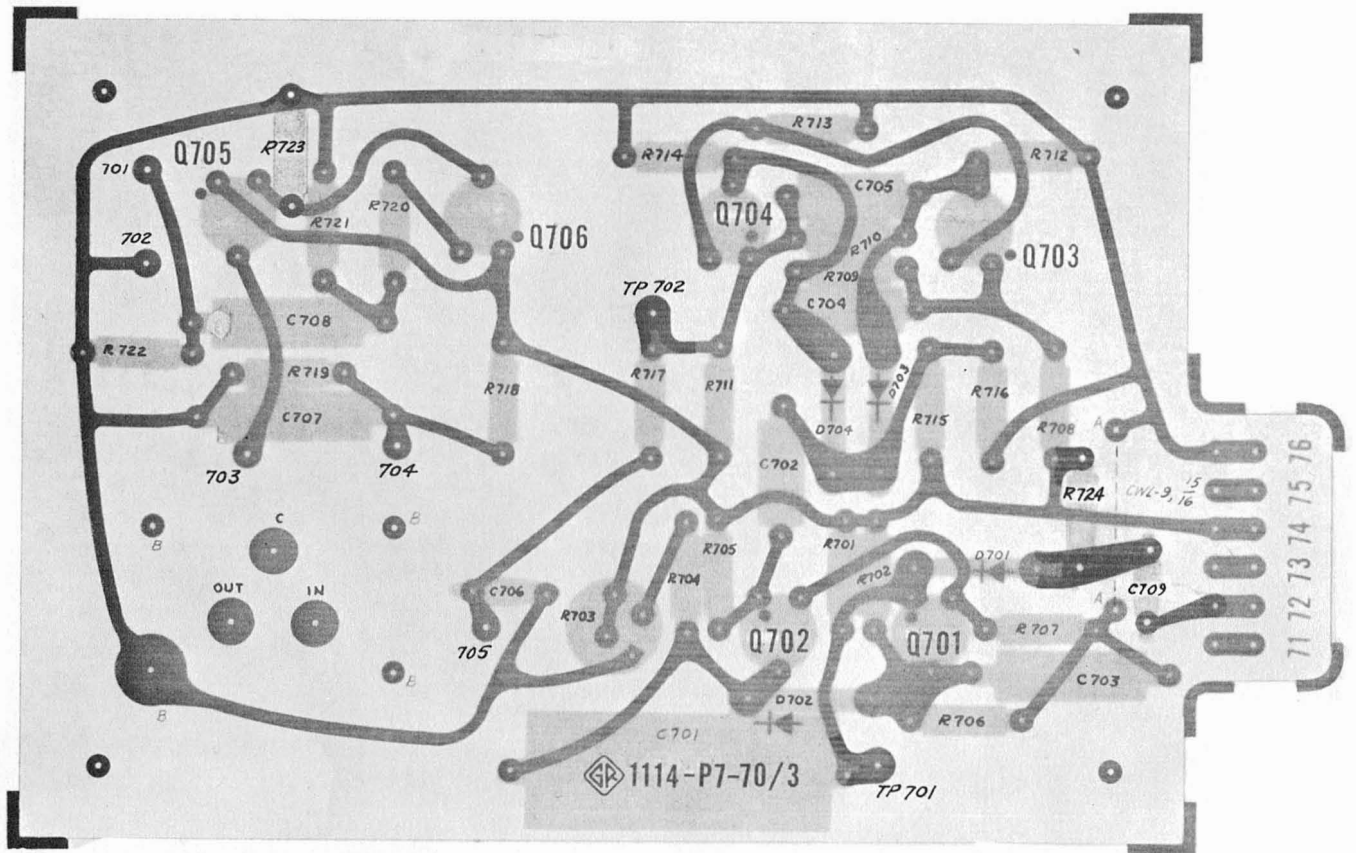 R713
R714
R712
R723
Q705
701
C705
R720
R721
Q704
Q706
702
R710
Q703
R709
TP 702
C704
C708
R722
R717
R711
D703
R719
R718
R716
R715
R708
D704
C707
A
76
703
704
C702
R724
CWL-9, 15/16
75
C
B
B
R705
R701
74
D701
73
OUT
IN
C706
R704
R702
C709
R703
A
72
Q702
Q701
R707
71
705
B
C703
D702
B
R706
C701
GR 1114-P7-70/3
TP 701